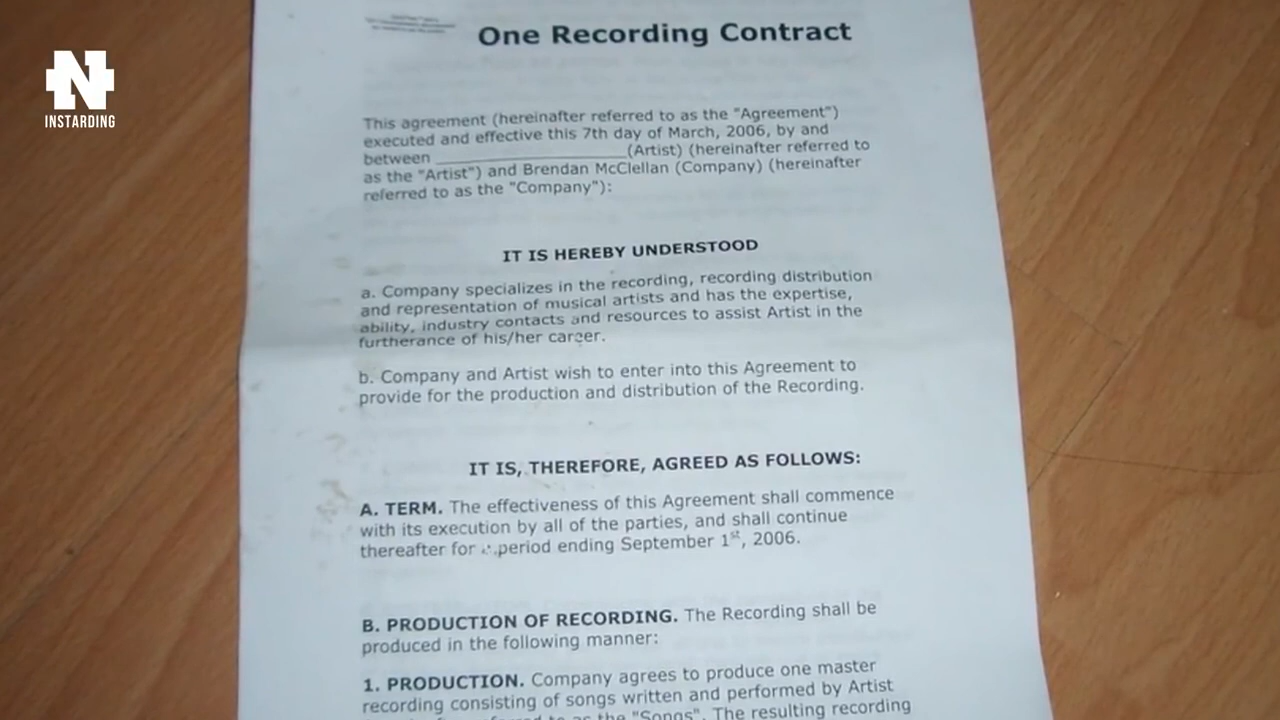 INSTARDING
One Recording Contract
This agreement (hereinafter referred to as the "Agreement")
executed and effective this 7th day of March, 2006, by and
between ____________________(Artist) (hereinafter referred to
as the "Artist") and Brendan McClellan (Company) (hereinafter
referred to as the "Company"):
IT IS HEREBY UNDERSTOOD
a. Company specializes in the recording, recording distribution
and representation of musical artists and has the expertise,
ability, industry contacts and resources to assist Artist in the
furtherance of his/her career.
b. Company and Artist wish to enter into this Agreement to
provide for the production and distribution of the Recording.
IT IS, THEREFORE, AGREED AS FOLLOWS:
A. TERM. The effectiveness of this Agreement shall commence
with its execution by all of the parties, and shall continue
thereafter for period ending September 1st, 2006.
B. PRODUCTION OF RECORDING. The Recording shall be
produced in the following manner:
1. PRODUCTION. Company agrees to produce one master
recording consisting of songs written and performed by Artist
referred to as the "Songs". The resulting recording